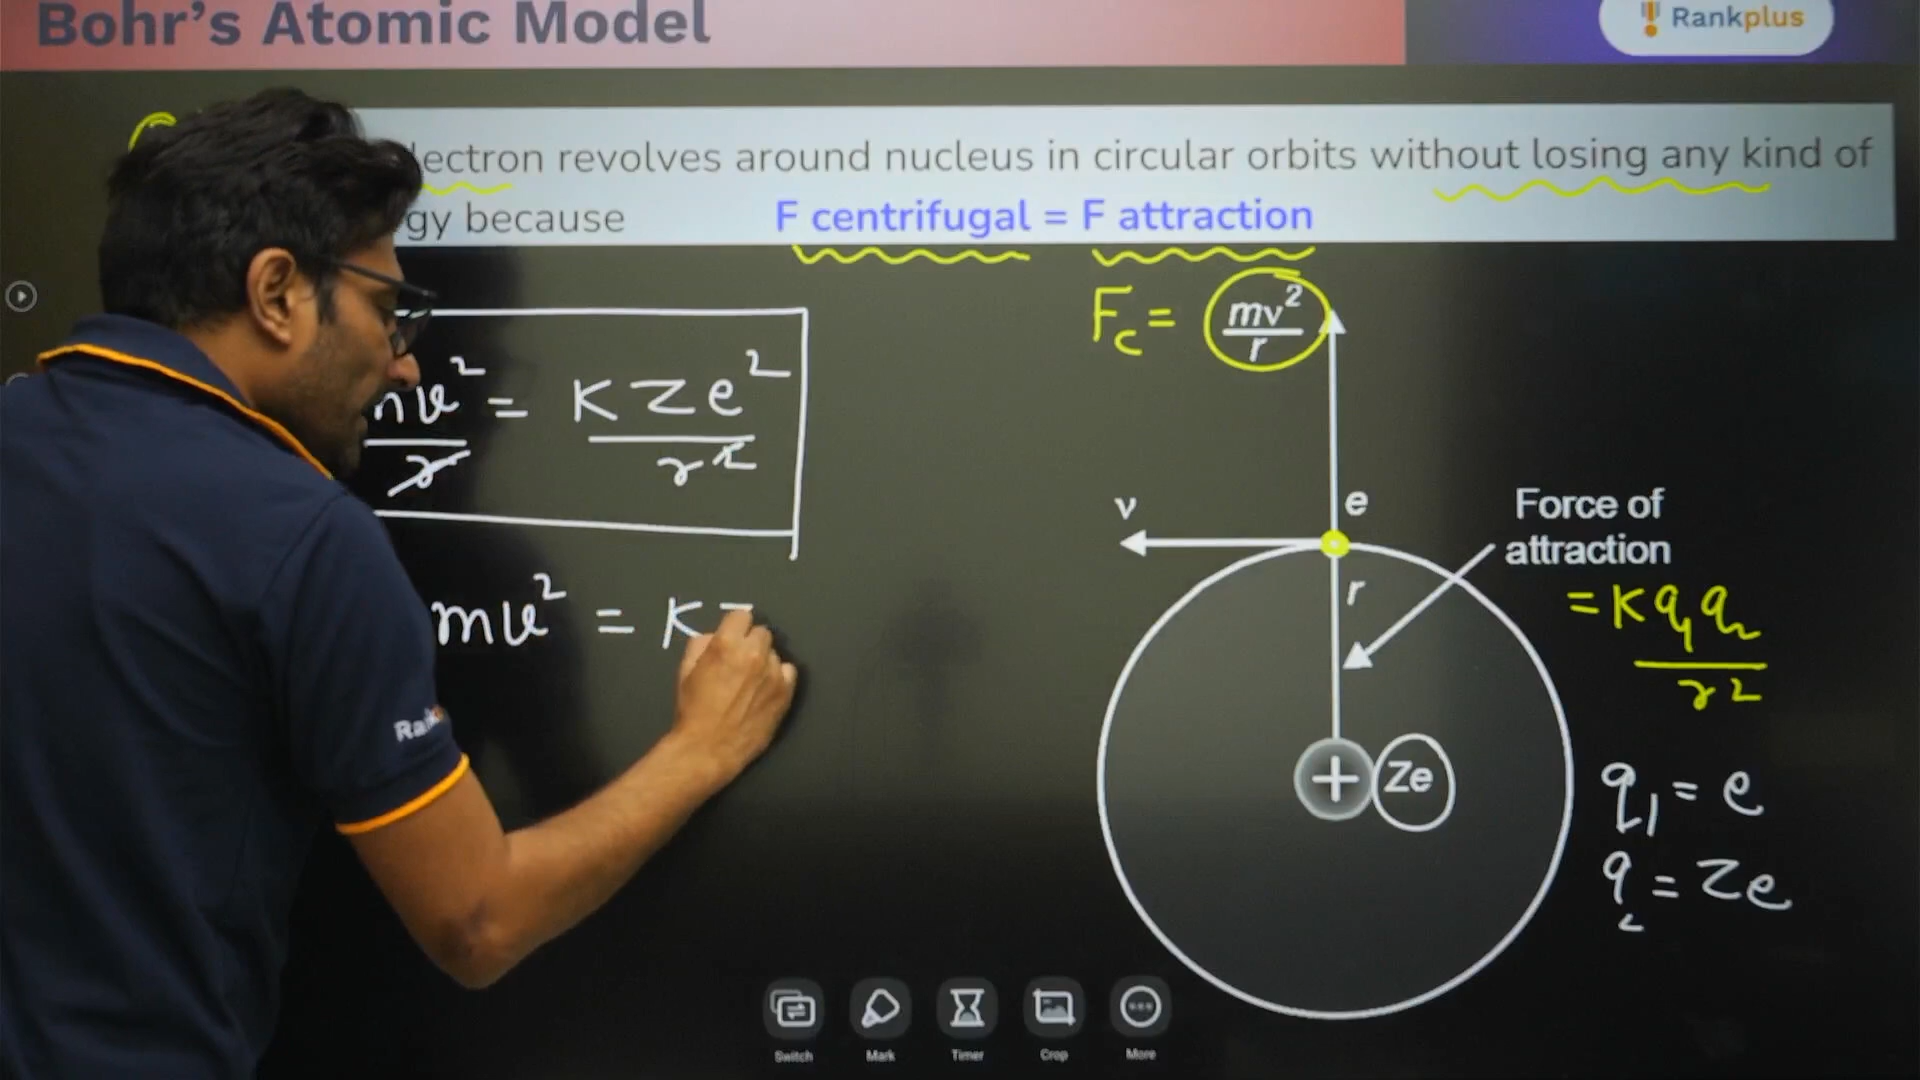 Bohr's Atomic Model
Rankplus
lectron revolves around nucleus in circular orbits without losing any kind of
gy because F centrifugal = F attraction
F_c = mv²/r
mv²/r = KZe²/r²
mv² = KZ
v
e
r
Force of
attraction
= Kq₁q₂/r²
+ Ze
q₁ = e
q₂ = Ze
Switch Mark Timer Crop More